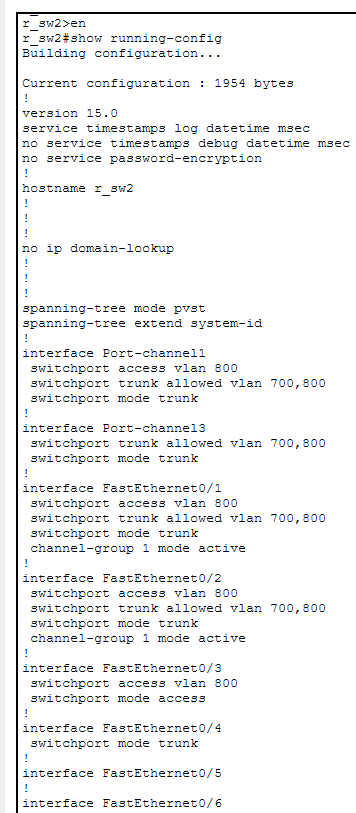 r_sw2>en
r_sw2#show running-config
Building configuration...
Current configuration : 1954 bytes
!
version 15.0
service timestamps log datetime msec
no service timestamps debug datetime msec
no service password-encryption
!
hostname r_sw2
!
!
!
no ip domain-lookup
!
!
!
spanning-tree mode pvst
spanning-tree extend system-id
!
interface Port-channel1
switchport access vlan 800
switchport trunk allowed vlan 700,800
switchport mode trunk
!
interface Port-channel3
switchport trunk allowed vlan 700,800
switchport mode trunk
!
interface FastEthernet0/1
switchport access vlan 800
switchport trunk allowed vlan 700,800
switchport mode trunk
channel-group 1 mode active
!
interface FastEthernet0/2
switchport access vlan 800
switchport trunk allowed vlan 700,800
switchport mode trunk
channel-group 1 mode active
!
interface FastEthernet0/3
switchport access vlan 800
switchport mode access
!
interface FastEthernet0/4
switchport mode trunk
!
interface FastEthernet0/5
!
interface FastEthernet0/6